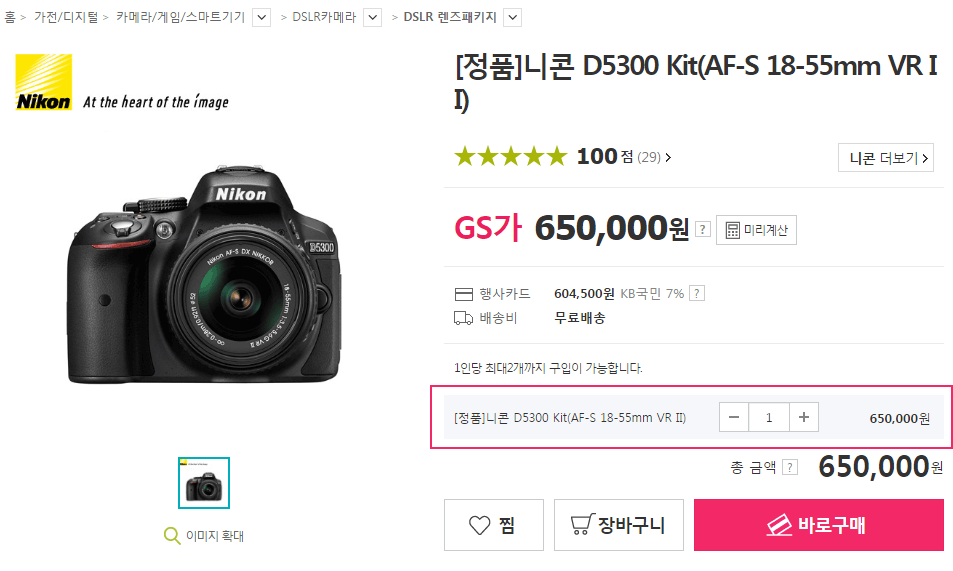 홈 > 가전/디지털 > 카메라/게임/스마트기기 > DSLR카메라 > DSLR 렌즈패키지
Nikon At the heart of the image
Nikon
D5300
Nikon AF-S DX NIKKOR
18-55mm 1:3.5-5.6G VR II
∞-0.28m/0.92ft ø52
이미지 확대
[정품]니콘 D5300 Kit(AF-S 18-55mm VR I
I)
100점 (29) >
니콘 더보기 >
GS가 650,000원 ? 미리계산
행사카드 604,500원 KB국민 7% ?
배송비 무료배송
1인당 최대2개까지 구입이 가능합니다.
[정품]니콘 D5300 Kit(AF-S 18-55mm VR II) − 1 + 650,000원
총 금액 ? 650,000원
찜 장바구니 바로구매